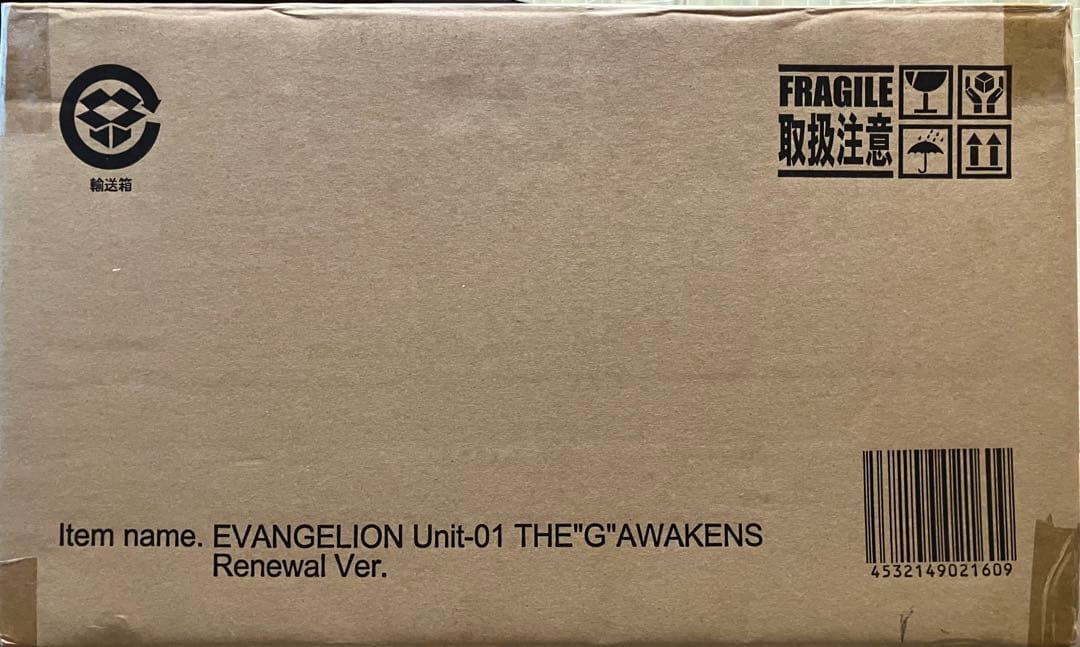 FRAGILE
取扱注意
輸送箱
Item name. EVANGELION Unit-01 THE"G"AWAKENS
Renewal Ver.
4532149021609